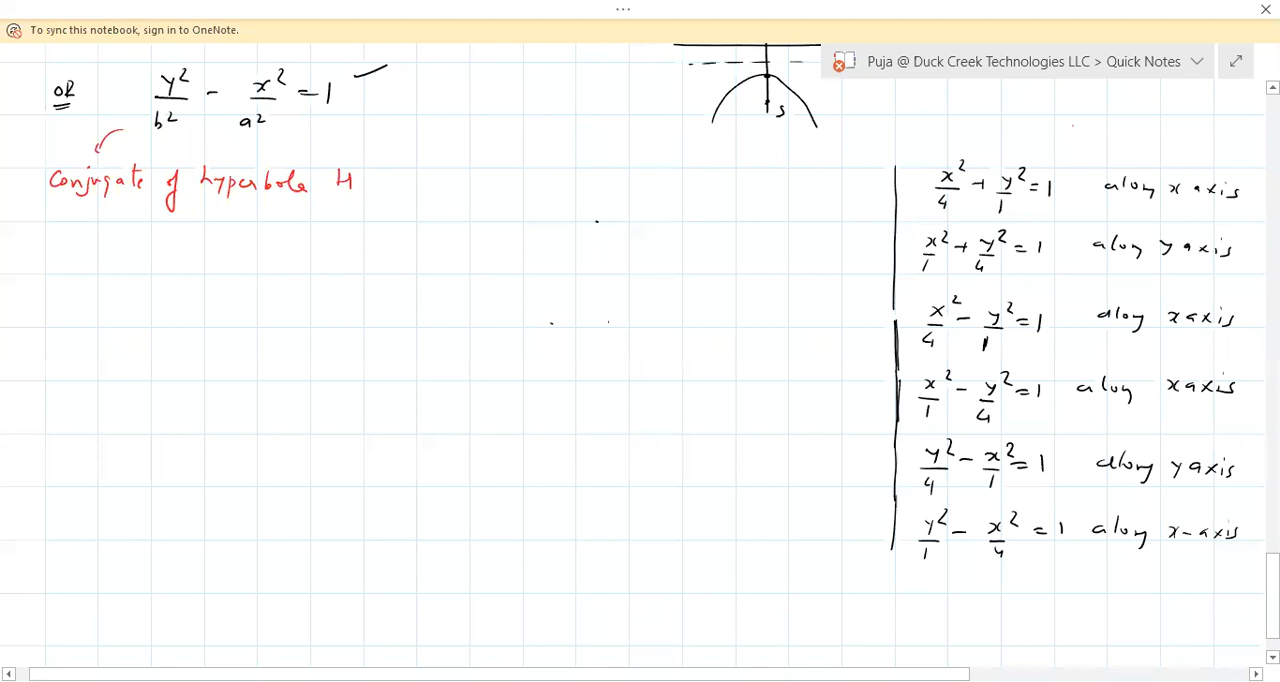 ...
To sync this notebook, sign in to OneNote.
Puja @ Duck Creek Technologies LLC > Quick Notes
OR y²/b² - x²/a² = 1 ✓
Conjugate of hyperbola H
S
x²/4 + y²/1 = 1 along x axis
x²/1 + y²/4 = 1 along y axis
x²/4 - y²/1 = 1 along x axis
x²/1 - y²/4 = 1 along x axis
y²/4 - x²/1 = 1 along y axis
y²/1 - x²/4 = 1 along x-axis